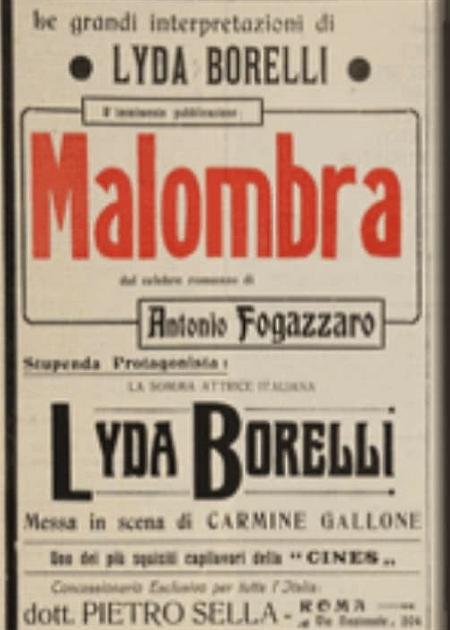 Le grandi interpretazioni di
● LYDA BORELLI ●
D'imminente pubblicazione:
Malombra
dal celebre romanzo di
Antonio Fogazzaro
Stupenda Protagonista:
LA SOMMA ATTRICE ITALIANA
LYDA BORELLI
Messa in scena di CARMINE GALLONE
Uno dei più squisiti capilavori della "CINES„
Concessionario Esclusivo per tutta l'Italia:
dott. PIETRO SELLA - ROMA
Via Nazionale,